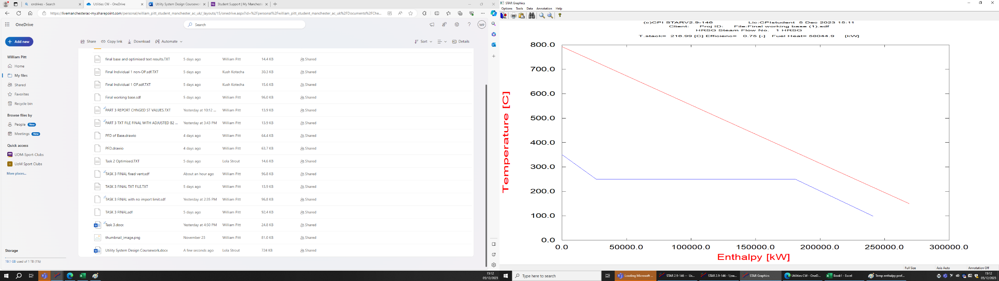 ondrives - Search
Utilities CW - OneDrive
Utility System Design Coursewor
Student Support | My Manchest
https://livemanchesterac-my.sharepoint.com/personal/william_pitt_student_manchester_ac_uk/_layouts/15/onedrive.aspx?id=%2Fpersonal%2Fwilliam_pitt_student_manchester_ac_uk%2FDocuments%2FChe...
OneDrive
Search
WP
Add new
Share
Copy link
Download
Automate
Sort
Details
William Pitt
Home
My files
Shared
Favorites
Recycle bin
Browse files by
People New
Meetings New
Quick access
UOM-Sport-Clubs
UoM Sport Clubs
More places...
Storage
19.1 GB used of 1 TB (1%)
final base and optimised text results.TXT 5 days ago William Pitt 14.4 KB Shared
Final Individual 1 non-OP.sdf.TXT 5 days ago Kush Kotecha 30.3 KB Shared
Final Individual 1 OP.sdf.TXT 5 days ago Kush Kotecha 15.6 KB Shared
Final working base.sdf 5 days ago William Pitt 96.0 KB Shared
PART 3 REPORT CHNGED ST VALUES.TXT Yesterday at 10:12 ... William Pitt 13.9 KB Shared
PART 3 TXT FILE FINAL WITH ADJUSTED B2 ... Yesterday at 3:43 PM William Pitt 13.9 KB Shared
PFD of Base.drawio 4 days ago William Pitt 64.4 KB Shared
PFD.drawio 4 days ago William Pitt 63.7 KB Shared
Task 2 Optimised.TXT 5 days ago Lola Strout 14.6 KB Shared
TASK 3 FINAL fixed vent.sdf About an hour ago William Pitt 96.8 KB Shared
TASK 3 FINAL TXT FILE.TXT 5 days ago William Pitt 13.9 KB Shared
TASK 3 FINAL with no import limit.sdf Yesterday at 2:35 PM William Pitt 96.8 KB Shared
TASK 3 FINAL.sdf 5 days ago William Pitt 92.4 KB Shared
Task 3.docx Yesterday at 4:50 PM William Pitt 24.8 KB Shared
thumbnail_image.png November 23 William Pitt 81.0 KB Shared
Utility System Design Coursework.docx A few seconds ago Lola Strout 724 KB Shared
15:12
05/12/2023
STAR Graphics
Options Tools Data Annotation Help
(c)CPI STARV2.9-146 Lic:CPIstudent 5 Dec 2023 15:11
Client: Proj ID: File:Final working base (1).sdf
HRSG Steam Flow No. 1 HRSG
T.stack= 216.99 [C] Efficienc= 0.75 [-] Fuel Heat= 58044.9 [kW]
800.0
700.0
600.0
500.0
400.0
300.0
200.0
100.0
0.0
Temperature [C]
0.0 50000.0 100000.0 150000.0 200000.0 250000.0 300000.0
Enthalpy [kW]
Full Size Axis Auto Annotation Off
Type here to search
Loading Microsoft ...
STAR 2.9-146 -- Us...
STAR 2.9-146 - \\na...
STAR Graphics
Utilities CW - OneD...
Book1 - Excel
Temp enthalpy prof...
15:12
05/12/2023